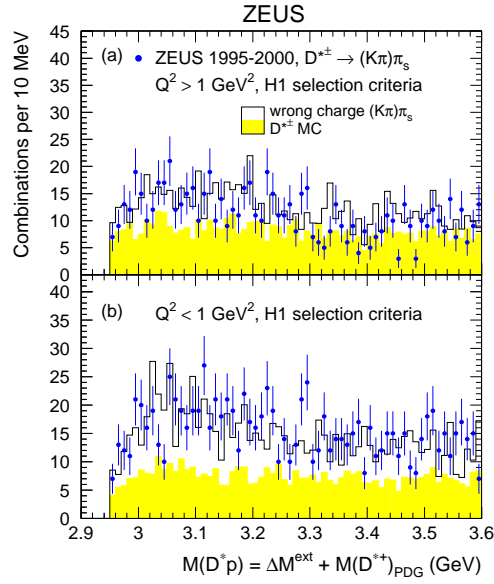 ZEUS
Combinations per 10 MeV
45
40
35
30
25
20
15
10
5
0
(a)
ZEUS 1995-2000, D*± → (Kπ)πs
Q² > 1 GeV², H1 selection criteria
wrong charge (Kπ)πs
D*± MC
40
35
30
25
20
15
10
5
0
(b)
Q² < 1 GeV², H1 selection criteria
2.9 3 3.1 3.2 3.3 3.4 3.5 3.6
M(D*p) = ΔM^ext + M(D*+)PDG (GeV)